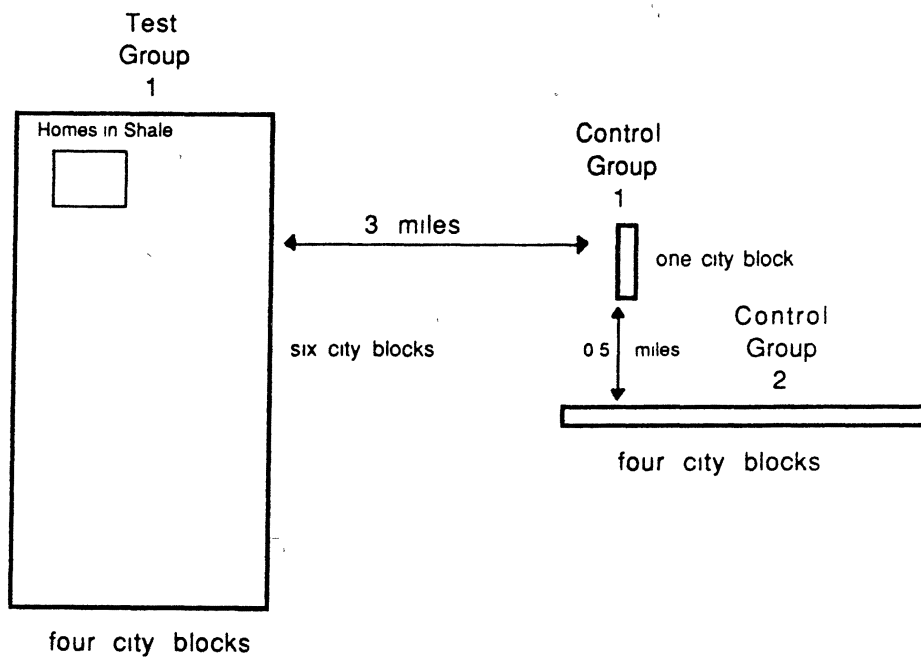 Test
Group
1
Homes in Shale
Control
Group
1
3 miles
one city block
six city blocks
0 5 miles
Control
Group
2
four city blocks
four city blocks